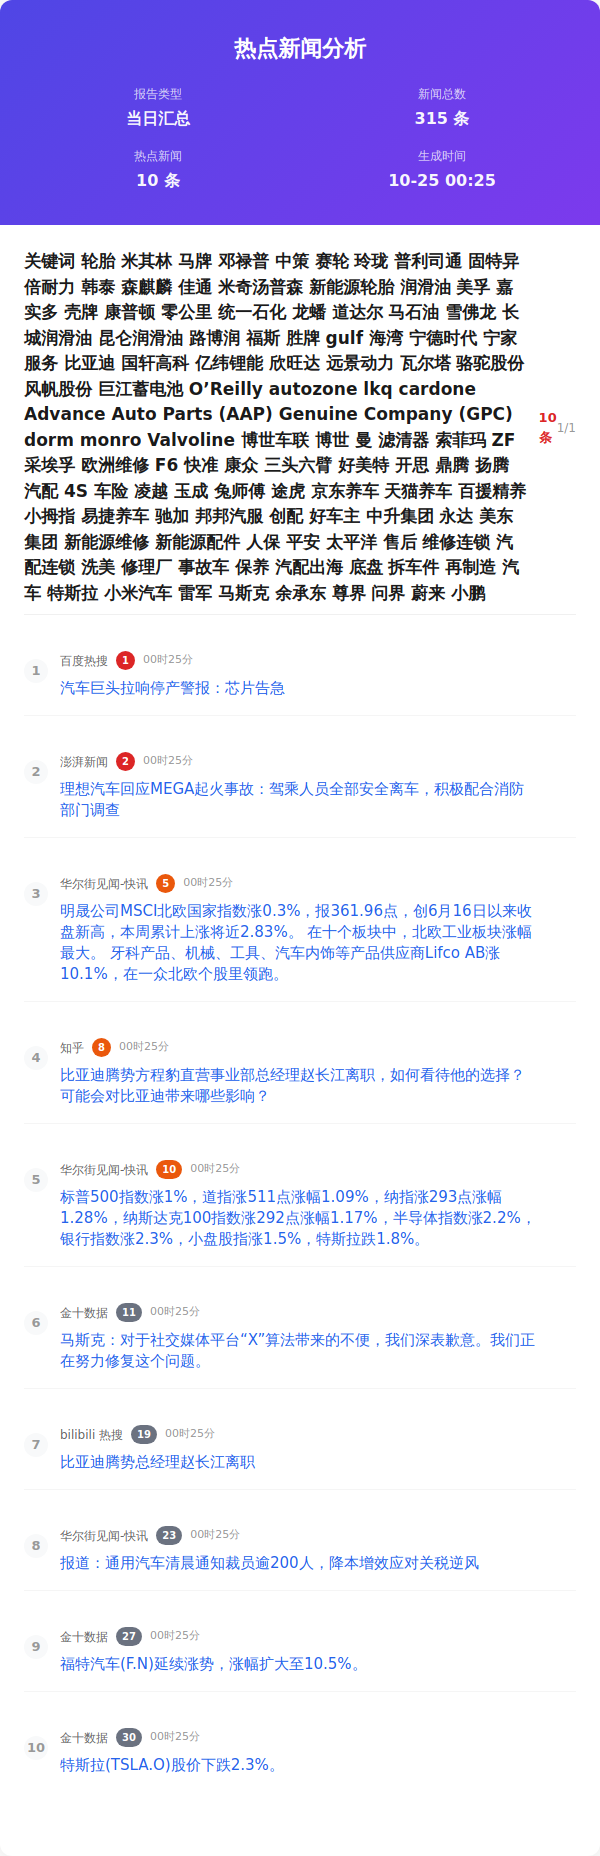 热点新闻分析
报告类型
当日汇总
新闻总数
315 条
热点新闻
10 条
生成时间
10-25 00:25
关键词 轮胎 米其林 马牌 邓禄普 中策 赛轮 玲珑 普利司通 固特异
倍耐力 韩泰 森麒麟 佳通 米奇汤普森 新能源轮胎 润滑油 美孚 嘉
实多 壳牌 康普顿 零公里 统一石化 龙蟠 道达尔 马石油 雪佛龙 长
城润滑油 昆仑润滑油 路博润 福斯 胜牌 gulf 海湾 宁德时代 宁家
服务 比亚迪 国轩高科 亿纬锂能 欣旺达 远景动力 瓦尔塔 骆驼股份
风帆股份 巨江蓄电池 O’Reilly autozone lkq cardone
Advance Auto Parts (AAP) Genuine Company (GPC)
dorm monro Valvoline 博世车联 博世 曼 滤清器 索菲玛 ZF
采埃孚 欧洲维修 F6 快准 康众 三头六臂 好美特 开思 鼎腾 扬腾
汽配 4S 车险 凌越 玉成 兔师傅 途虎 京东养车 天猫养车 百援精养
小拇指 易捷养车 驰加 邦邦汽服 创配 好车主 中升集团 永达 美东
集团 新能源维修 新能源配件 人保 平安 太平洋 售后 维修连锁 汽
配连锁 洗美 修理厂 事故车 保养 汽配出海 底盘 拆车件 再制造 汽
车 特斯拉 小米汽车 雷军 马斯克 余承东 尊界 问界 蔚来 小鹏
10
条
1/1
1
百度热搜 1 00时25分
汽车巨头拉响停产警报：芯片告急
2
澎湃新闻 2 00时25分
理想汽车回应MEGA起火事故：驾乘人员全部安全离车，积极配合消防
部门调查
3
华尔街见闻-快讯 5 00时25分
明晟公司MSCI北欧国家指数涨0.3%，报361.96点，创6月16日以来收
盘新高，本周累计上涨将近2.83%。 在十个板块中，北欧工业板块涨幅
最大。 牙科产品、机械、工具、汽车内饰等产品供应商Lifco AB涨
10.1%，在一众北欧个股里领跑。
4
知乎 8 00时25分
比亚迪腾势方程豹直营事业部总经理赵长江离职，如何看待他的选择？
可能会对比亚迪带来哪些影响？
5
华尔街见闻-快讯 10 00时25分
标普500指数涨1%，道指涨511点涨幅1.09%，纳指涨293点涨幅
1.28%，纳斯达克100指数涨292点涨幅1.17%，半导体指数涨2.2%，
银行指数涨2.3%，小盘股指涨1.5%，特斯拉跌1.8%。
6
金十数据 11 00时25分
马斯克：对于社交媒体平台“X”算法带来的不便，我们深表歉意。我们正
在努力修复这个问题。
7
bilibili 热搜 19 00时25分
比亚迪腾势总经理赵长江离职
8
华尔街见闻-快讯 23 00时25分
报道：通用汽车清晨通知裁员逾200人，降本增效应对关税逆风
9
金十数据 27 00时25分
福特汽车(F.N)延续涨势，涨幅扩大至10.5%。
10
金十数据 30 00时25分
特斯拉(TSLA.O)股价下跌2.3%。